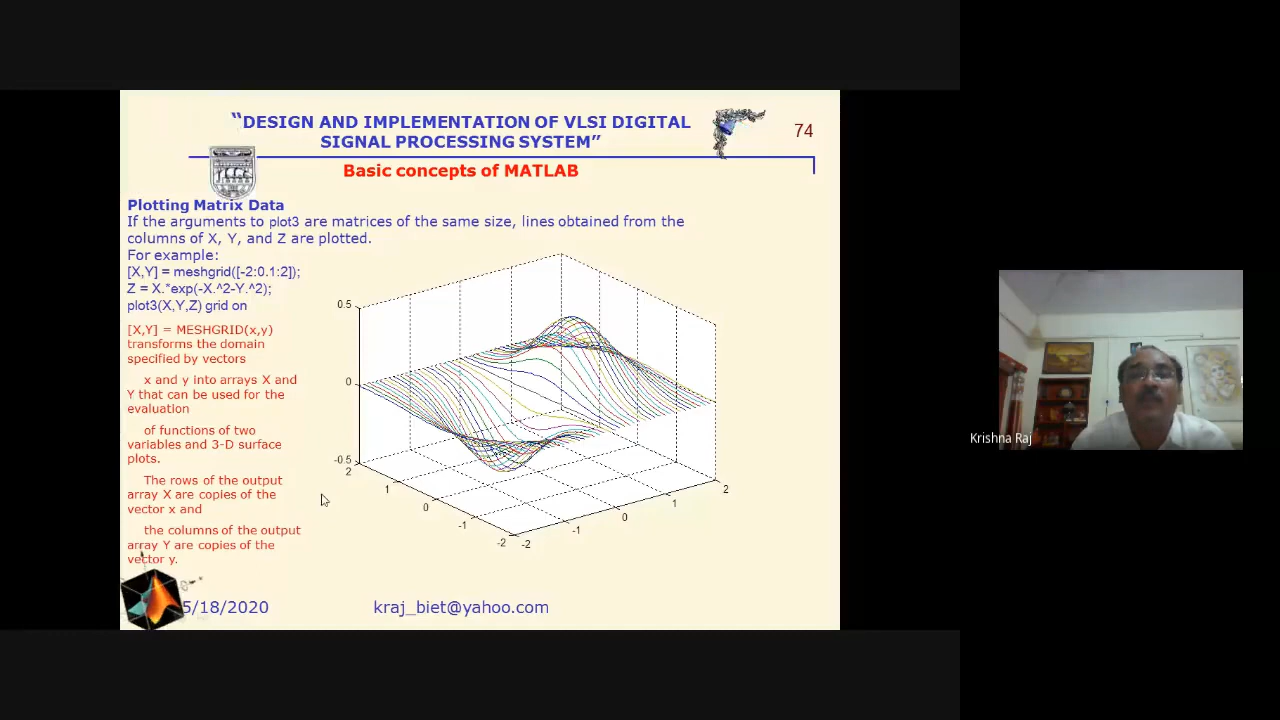 “DESIGN AND IMPLEMENTATION OF VLSI DIGITAL
SIGNAL PROCESSING SYSTEM”
74
Basic concepts of MATLAB
Plotting Matrix Data
If the arguments to plot3 are matrices of the same size, lines obtained from the
columns of X, Y, and Z are plotted.
For example:
[X,Y] = meshgrid([-2:0.1:2]);
Z = X.*exp(-X.^2-Y.^2);
plot3(X,Y,Z) grid on
[X,Y] = MESHGRID(x,y)
transforms the domain
specified by vectors
x and y into arrays X and
Y that can be used for the
evaluation
of functions of two
variables and 3-D surface
plots.
The rows of the output
array X are copies of the
vector x and
the columns of the output
array Y are copies of the
vector y.
0.5
0
-0.5
2
1
0
-1
-2
-2
-1
0
1
2
5/18/2020
kraj_biet@yahoo.com
Krishna Raj